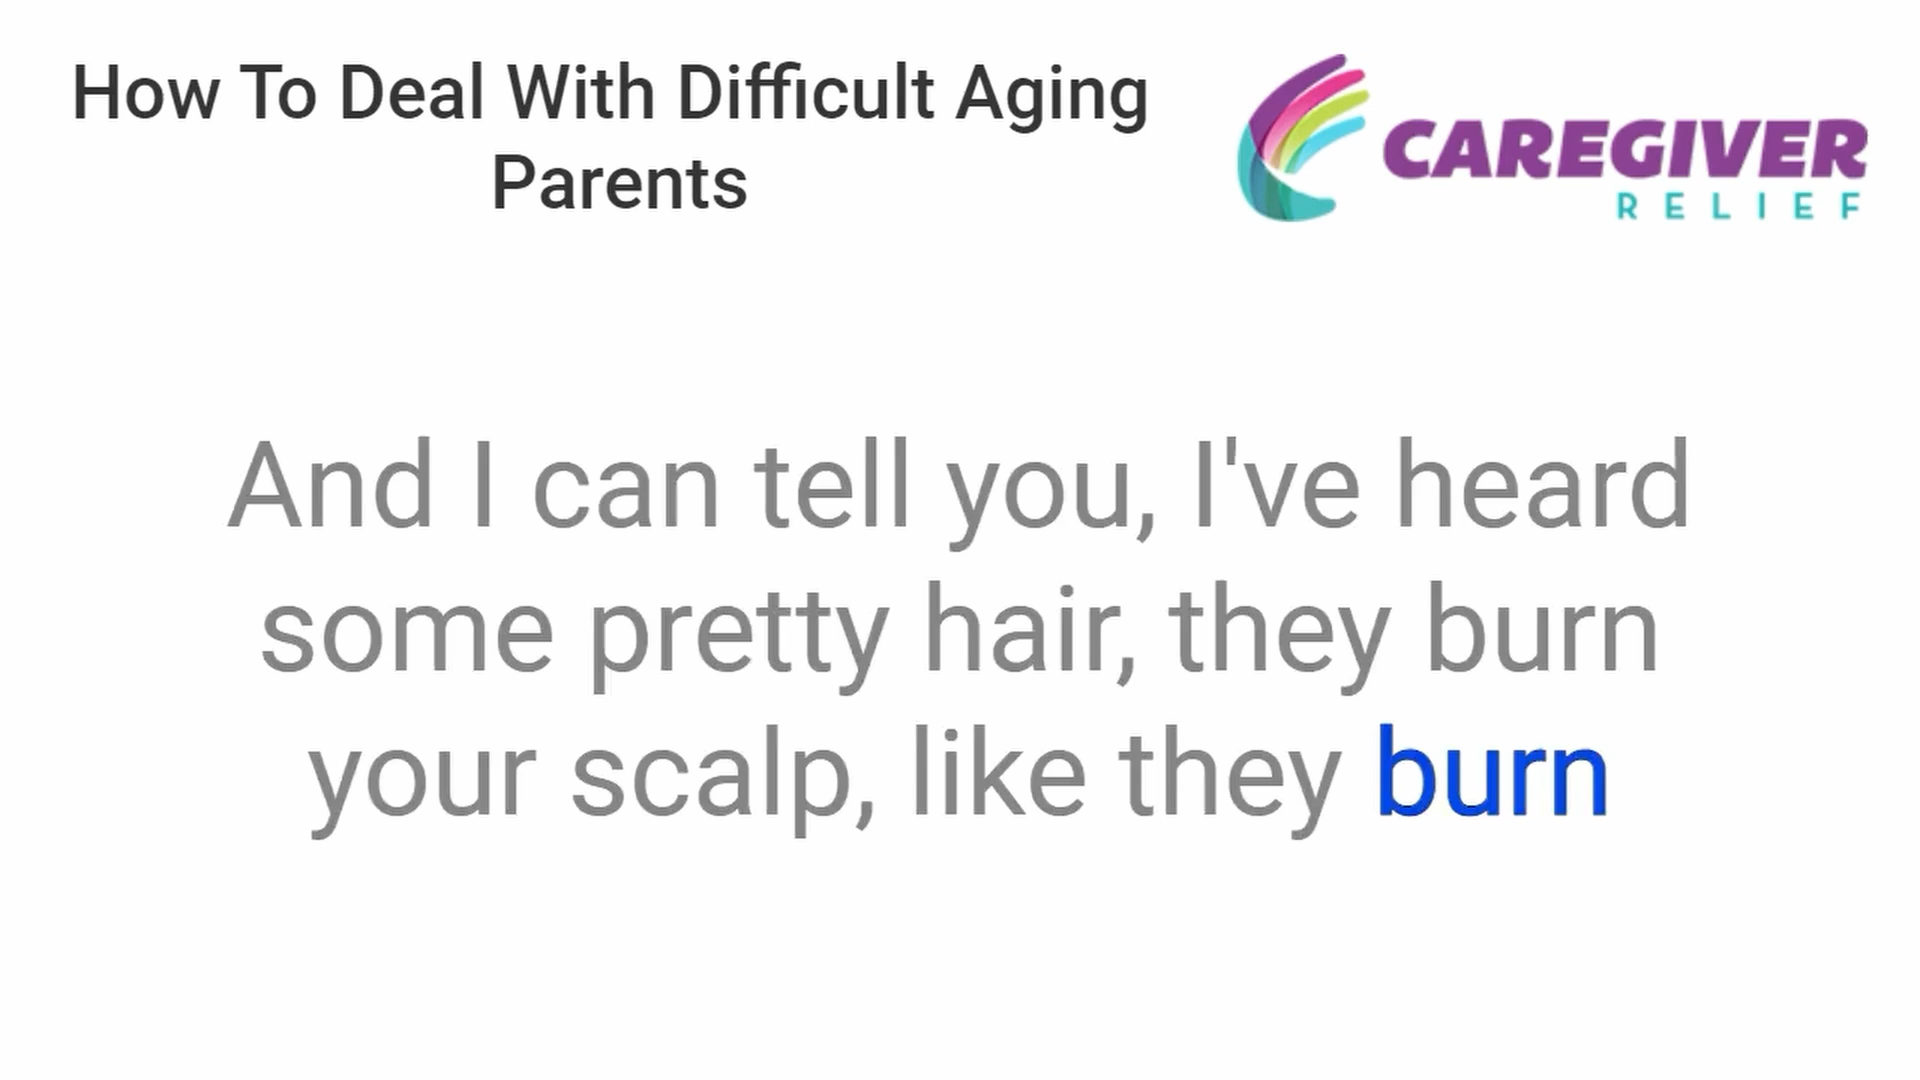 How To Deal With Difficult Aging
Parents
CAREGIVER
RELIEF
And I can tell you, I've heard
some pretty hair, they burn
your scalp, like they burn